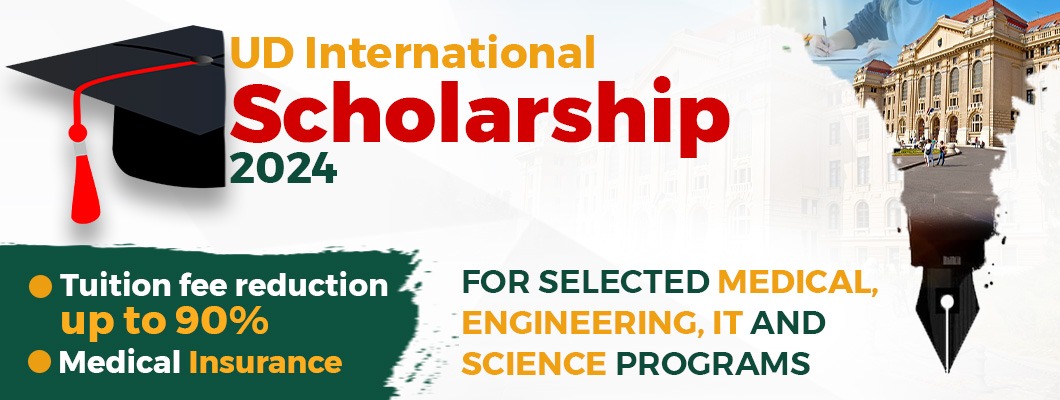 UD International
Scholarship
2024
Tuition fee reduction
up to 90%
Medical Insurance
FOR SELECTED MEDICAL,
ENGINEERING, IT AND
SCIENCE PROGRAMS